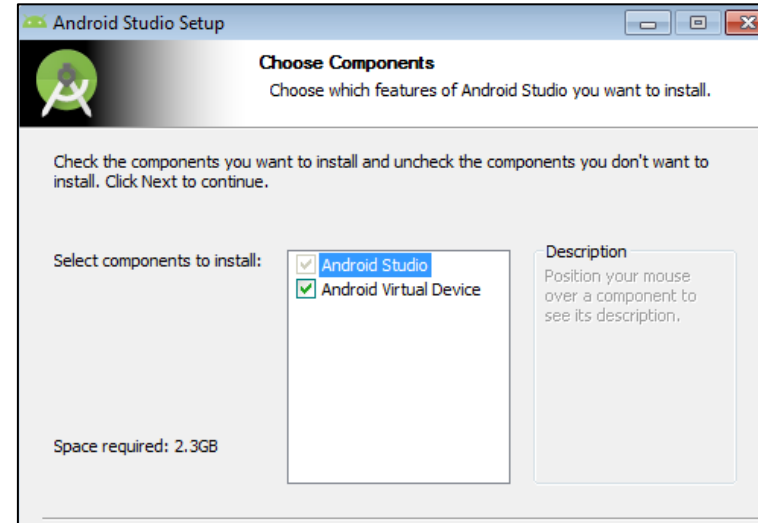 Android Studio Setup
Choose Components
Choose which features of Android Studio you want to install.
Check the components you want to install and uncheck the components you don't want to
install. Click Next to continue.
Select components to install:
Android Studio
Android Virtual Device
Description
Position your mouse
over a component to
see its description.
Space required: 2.3GB